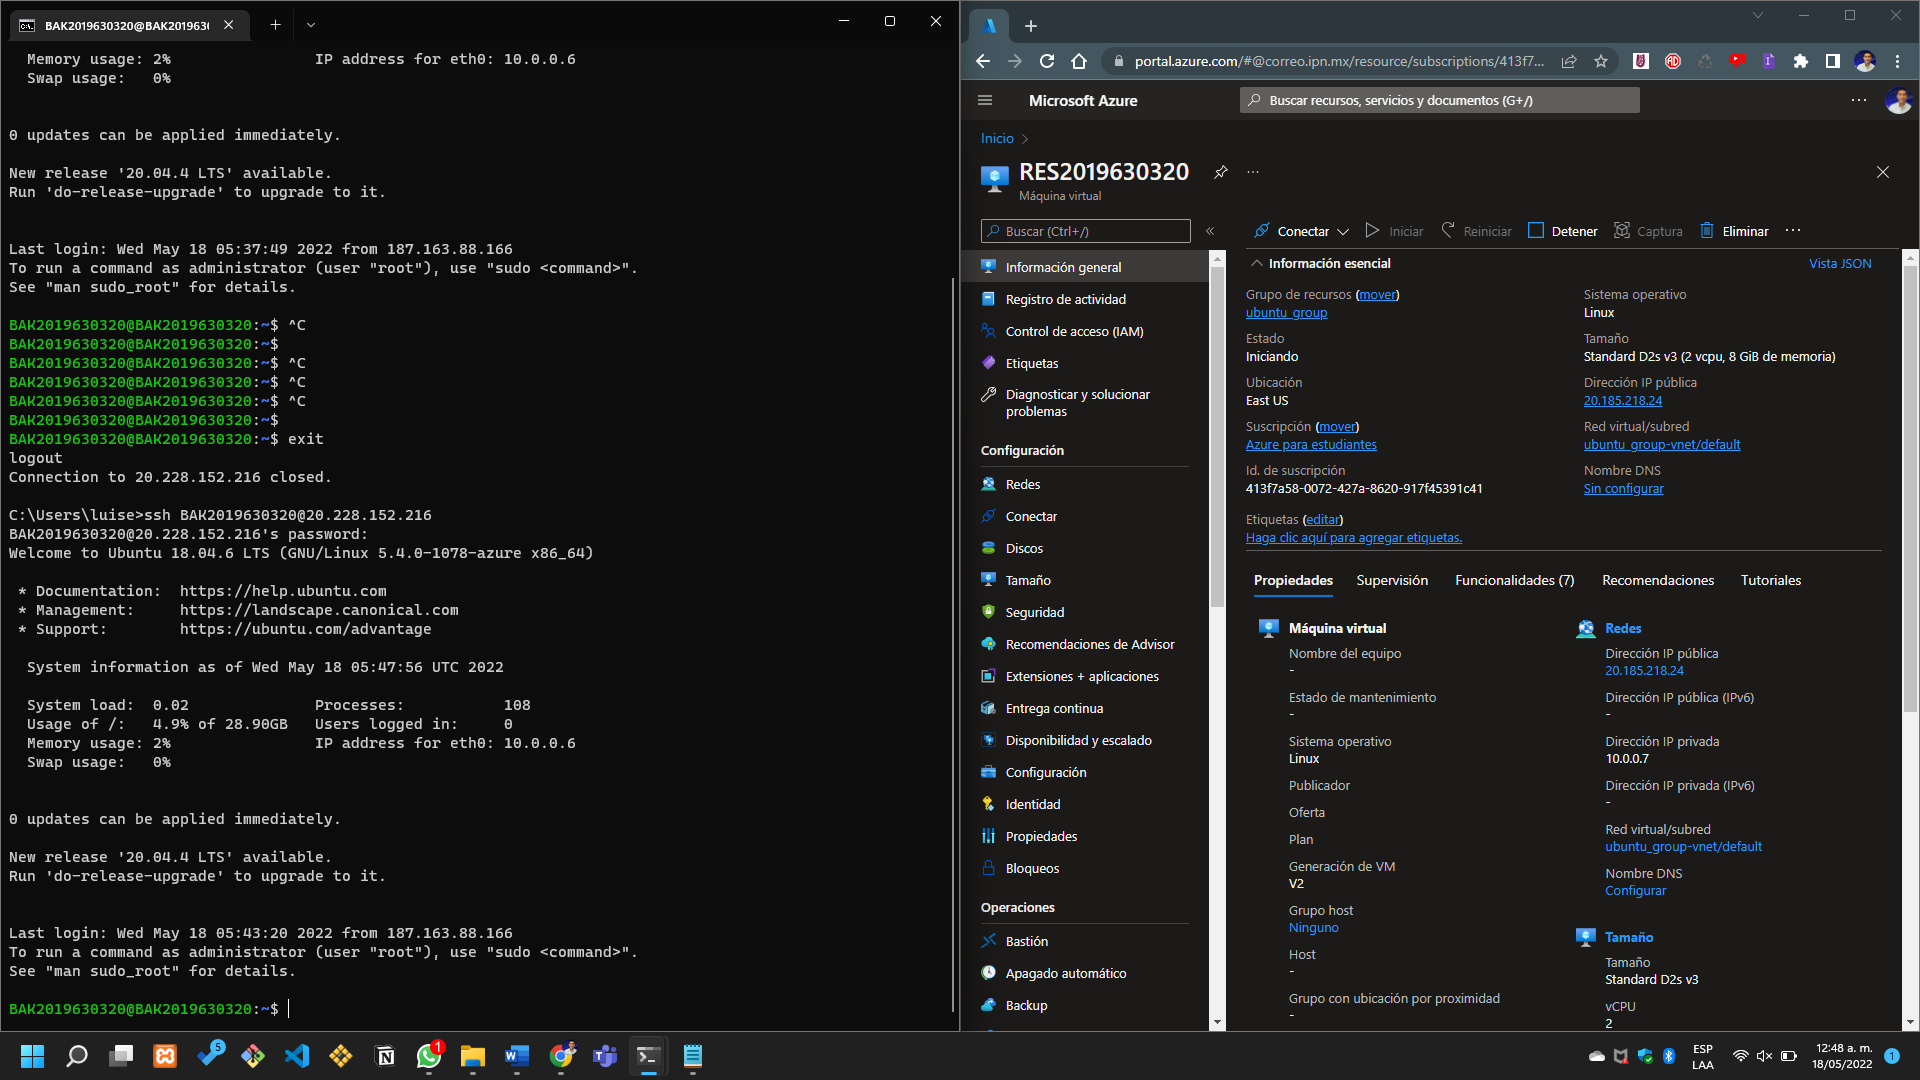 BAK2019630320@BAK20196303
Memory usage: 2%                IP address for eth0: 10.0.0.6
Swap usage:   0%
0 updates can be applied immediately.
New release '20.04.4 LTS' available.
Run 'do-release-upgrade' to upgrade to it.
Last login: Wed May 18 05:37:49 2022 from 187.163.88.166
To run a command as administrator (user "root"), use "sudo <command>".
See "man sudo_root" for details.
BAK2019630320@BAK2019630320:~$ ^C
BAK2019630320@BAK2019630320:~$
BAK2019630320@BAK2019630320:~$ ^C
BAK2019630320@BAK2019630320:~$ ^C
BAK2019630320@BAK2019630320:~$ ^C
BAK2019630320@BAK2019630320:~$
BAK2019630320@BAK2019630320:~$ exit
logout
Connection to 20.228.152.216 closed.
C:\Users\luise>ssh BAK2019630320@20.228.152.216
BAK2019630320@20.228.152.216's password:
Welcome to Ubuntu 18.04.6 LTS (GNU/Linux 5.4.0-1078-azure x86_64)
* Documentation:  https://help.ubuntu.com
* Management:     https://landscape.canonical.com
* Support:        https://ubuntu.com/advantage
System information as of Wed May 18 05:47:56 UTC 2022
System load:  0.02              Processes:           108
Usage of /:   4.9% of 28.90GB   Users logged in:     0
Memory usage: 2%                IP address for eth0: 10.0.0.6
Swap usage:   0%
0 updates can be applied immediately.
New release '20.04.4 LTS' available.
Run 'do-release-upgrade' to upgrade to it.
Last login: Wed May 18 05:43:20 2022 from 187.163.88.166
To run a command as administrator (user "root"), use "sudo <command>".
See "man sudo_root" for details.
BAK2019630320@BAK2019630320:~$
portal.azure.com/#@correo.ipn.mx/resource/subscriptions/413f7...
Microsoft Azure
Buscar recursos, servicios y documentos (G+/)
Inicio
RES2019630320
Máquina virtual
Buscar (Ctrl+/)
Información general
Registro de actividad
Control de acceso (IAM)
Etiquetas
Diagnosticar y solucionar
problemas
Configuración
Redes
Conectar
Discos
Tamaño
Seguridad
Recomendaciones de Advisor
Extensiones + aplicaciones
Entrega continua
Disponibilidad y escalado
Configuración
Identidad
Propiedades
Bloqueos
Operaciones
Bastión
Apagado automático
Backup
Conectar Iniciar Reiniciar Detener Captura Eliminar
Información esencial
Vista JSON
Grupo de recursos (mover)
ubuntu_group
Estado
Iniciando
Ubicación
East US
Suscripción (mover)
Azure para estudiantes
Id. de suscripción
413f7a58-0072-427a-8620-917f45391c41
Etiquetas (editar)
Haga clic aquí para agregar etiquetas.
Sistema operativo
Linux
Tamaño
Standard D2s v3 (2 vcpu, 8 GiB de memoria)
Dirección IP pública
20.185.218.24
Red virtual/subred
ubuntu_group-vnet/default
Nombre DNS
Sin configurar
Propiedades Supervisión Funcionalidades (7) Recomendaciones Tutoriales
Máquina virtual
Nombre del equipo
-
Estado de mantenimiento
-
Sistema operativo
Linux
Publicador
Oferta
Plan
Generación de VM
V2
Grupo host
Ninguno
Host
-
Grupo con ubicación por proximidad
-
Redes
Dirección IP pública
20.185.218.24
Dirección IP pública (IPv6)
-
Dirección IP privada
10.0.0.7
Dirección IP privada (IPv6)
-
Red virtual/subred
ubuntu_group-vnet/default
Nombre DNS
Configurar
Tamaño
Tamaño
Standard D2s v3
vCPU
2
5
1
ESP
LAA
12:48 a. m.
18/05/2022
1